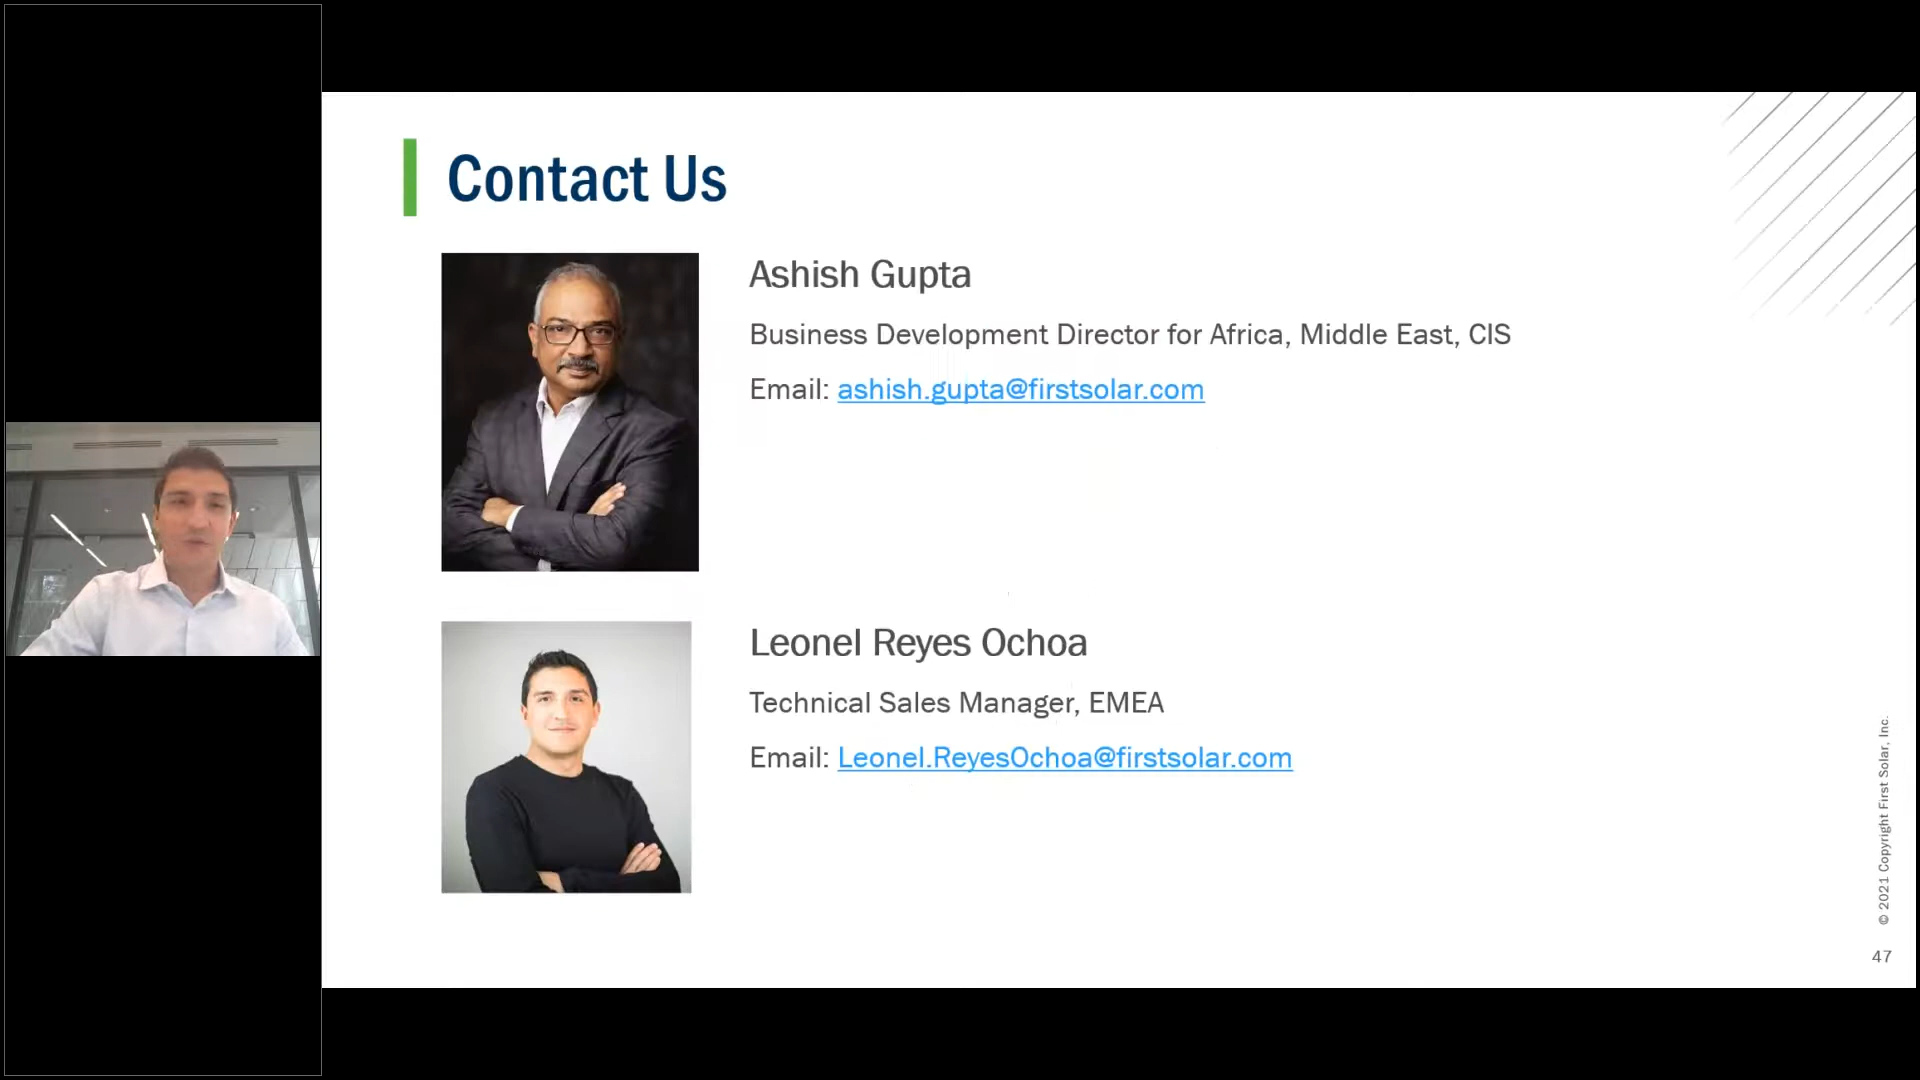 Contact Us
Ashish Gupta
Business Development Director for Africa, Middle East, CIS
Email: ashish.gupta@firstsolar.com
Leonel Reyes Ochoa
Technical Sales Manager, EMEA
Email: Leonel.ReyesOchoa@firstsolar.com
© 2021 Copyright First Solar, Inc.
47